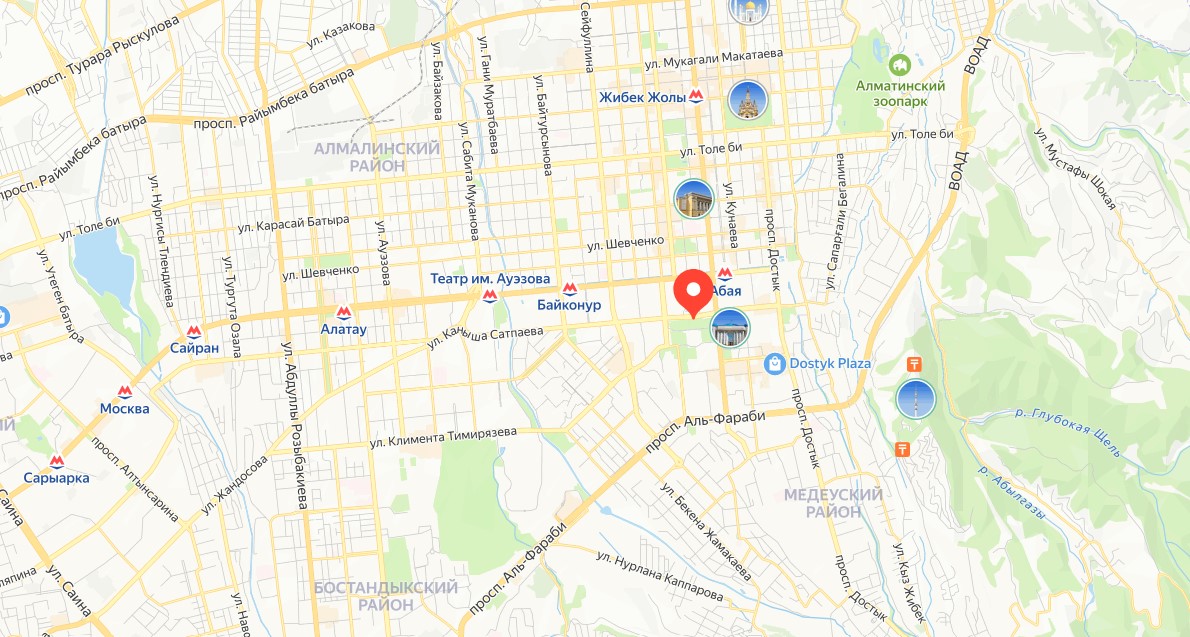 просп. Турара Рыскулова
ул. Казакова
Сейфуллина
ул. Байзакова
ул. Гани Муратбаева
ул. Мукагали Макатаева
ВОАД
Алматинский
зоопарк
просп. Райымбека батыра
ул. Байтурсынова
Жибек Жолы
просп. Райымбека батыра
ул. Сабита Муканова
ул. Толе би
АЛМАЛИНСКИЙ
РАЙОН
ул. Толе би
ул. Мустафы Шокая
ВОАД
ул. Нургисы Тлендиева
ул. Толе би
ул. Карасай Батыра
ул. Ауэзова
ул. Кунаева
просп. Достык
ул. Сапаргали Бегалина
ул. Шевченко
ул. Утеген батыра
ул. Тургута Озала
ул. Шевченко
Театр им. Ауэзова
Абая
Байконур
Алатау
ул. Каныша Сатпаева
Сайран
ул. Абдуллы Розыбакиева
Dostyk Plaza
Москва
просп. Аль-Фараби
просп. Достык
р. Глубокая Щель
ул. Климента Тимирязева
просп. Алтынсарина
ул. Жандосова
Сарыарка
р. Абылгазы
МЕДЕУСКИЙ
РАЙОН
ул. Бекена Жамакаева
Саина
просп. Аль-Фараби
ул. Нурлана Каппарова
просп. Достык
ул. Кыз Жибек
ул. Саина
БОСТАНДЫКСКИЙ
РАЙОН
ул. Наво